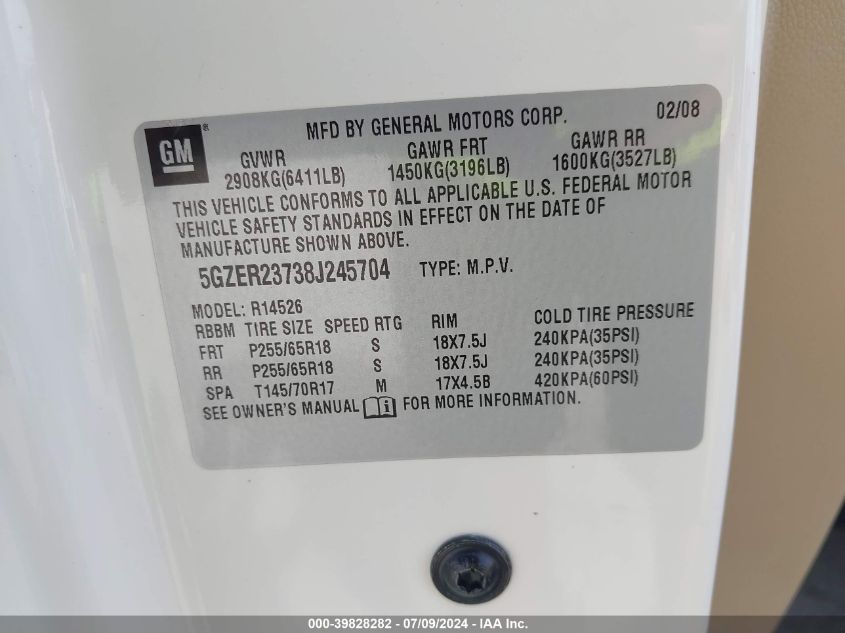 GM ®
MFD BY GENERAL MOTORS CORP. 02/08
GVWR GAWR FRT GAWR RR
2908KG(6411LB) 1450KG(3196LB) 1600KG(3527LB)
THIS VEHICLE CONFORMS TO ALL APPLICABLE U.S. FEDERAL MOTOR
VEHICLE SAFETY STANDARDS IN EFFECT ON THE DATE OF
MANUFACTURE SHOWN ABOVE.
5GZER23738J245704 TYPE: M.P.V.
MODEL: R14526
RBBM TIRE SIZE SPEED RTG RIM COLD TIRE PRESSURE
FRT P255/65R18 S 18X7.5J 240KPA(35PSI)
RR P255/65R18 S 18X7.5J 240KPA(35PSI)
SPA T145/70R17 M 17X4.5B 420KPA(60PSI)
SEE OWNER'S MANUAL i FOR MORE INFORMATION.
000-39828282 - 07/09/2024 - IAA Inc.